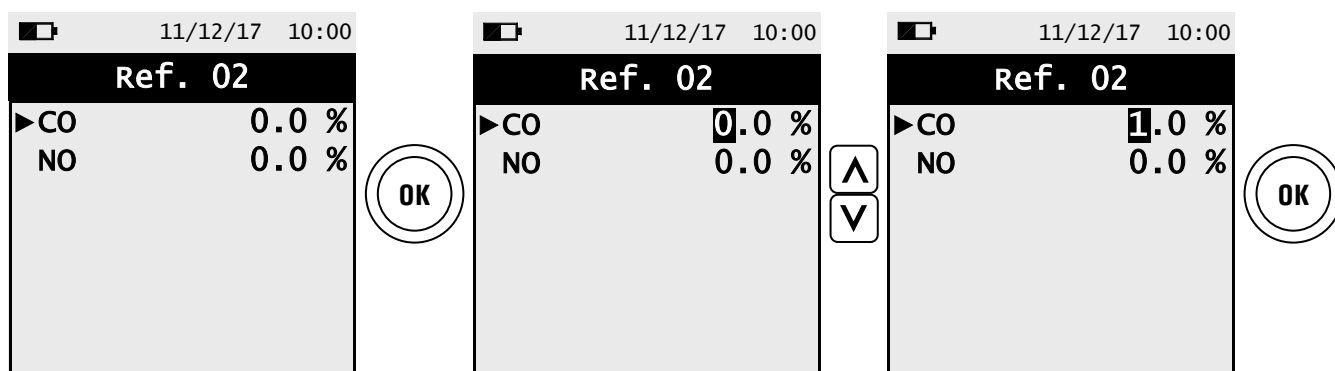 11/12/17 10:00
Ref. 02
CO 0.0 %
NO 0.0 %
OK
11/12/17 10:00
Ref. 02
CO 0.0 %
NO 0.0 %
11/12/17 10:00
Ref. 02
CO 1.0 %
NO 0.0 %
OK